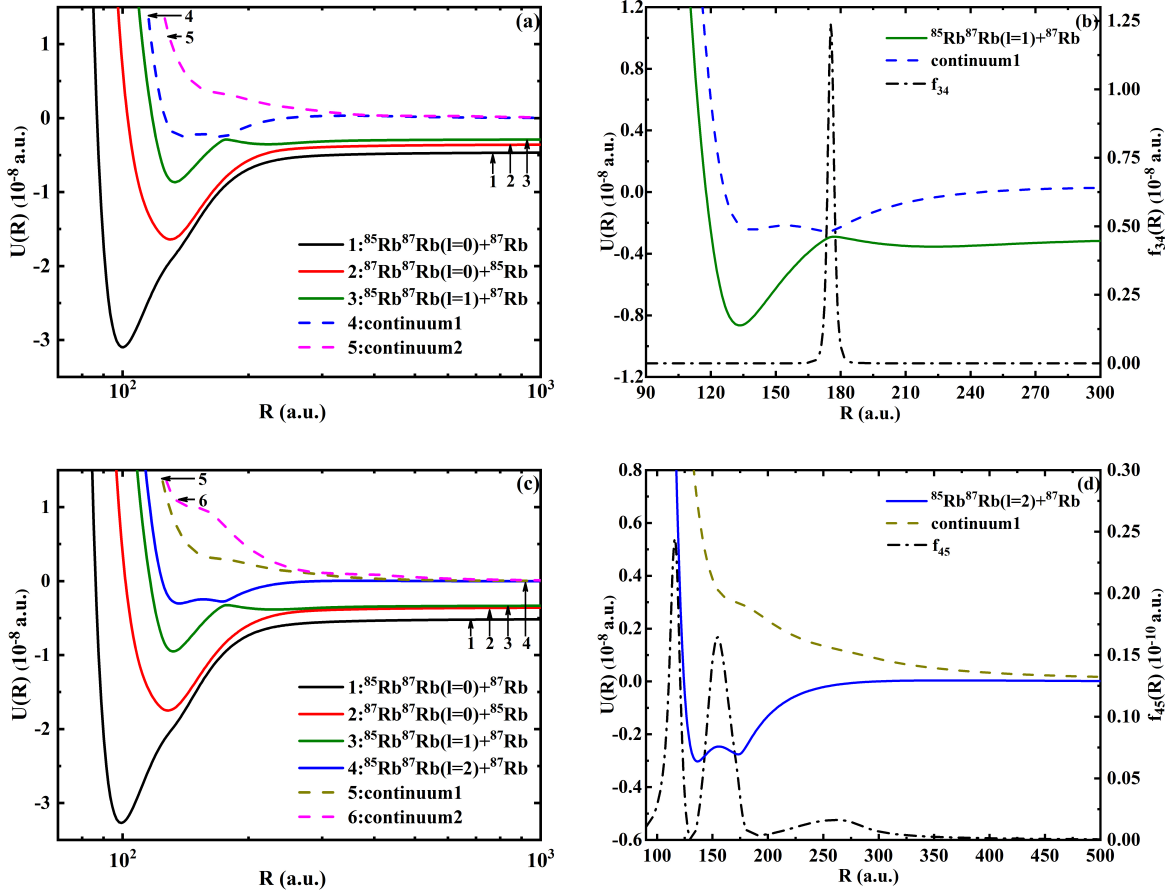 (a)
4
5
1
0
-1
-2
-3
U(R) (10⁻⁸ a.u.)
1 2 3
1:⁸⁵Rb⁸⁷Rb(l=0)+⁸⁷Rb
2:⁸⁷Rb⁸⁷Rb(l=0)+⁸⁵Rb
3:⁸⁵Rb⁸⁷Rb(l=1)+⁸⁷Rb
4:continuum1
5:continuum2
10² 10³
R (a.u.)
(b)
1.2
0.8
0.4
0.0
-0.4
-0.8
-1.2
U(R) (10⁻⁸ a.u.)
⁸⁵Rb⁸⁷Rb(l=1)+⁸⁷Rb
continuum1
f₃₄
1.25
1.00
0.75
0.50
0.25
0.00
f₃₄(R) (10⁻⁸ a.u.)
90 120 150 180 210 240 270 300
R (a.u.)
(c)
5
6
1
0
-1
-2
-3
U(R) (10⁻⁸ a.u.)
1 2 3 4
1:⁸⁵Rb⁸⁷Rb(l=0)+⁸⁷Rb
2:⁸⁷Rb⁸⁷Rb(l=0)+⁸⁵Rb
3:⁸⁵Rb⁸⁷Rb(l=1)+⁸⁷Rb
4:⁸⁵Rb⁸⁷Rb(l=2)+⁸⁷Rb
5:continuum1
6:continuum2
10² 10³
R (a.u.)
(d)
0.8
0.6
0.4
0.2
0.0
-0.2
-0.4
-0.6
U(R) (10⁻⁸ a.u.)
⁸⁵Rb⁸⁷Rb(l=2)+⁸⁷Rb
continuum1
f₄₅
0.30
0.25
0.20
0.15
0.10
0.05
0.00
f₄₅(R) (10⁻¹⁰ a.u.)
100 150 200 250 300 350 400 450 500
R (a.u.)